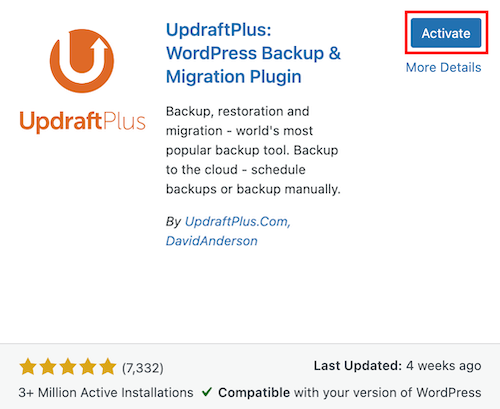 UpdraftPlus:
WordPress Backup &
Migration Plugin
Activate
More Details
UpdraftPlus
Backup, restoration and
migration - world's most
popular backup tool. Backup
to the cloud - schedule
backups or backup manually.
By UpdraftPlus.Com,
DavidAnderson
(7,332)
Last Updated: 4 weeks ago
3+ Million Active Installations
Compatible with your version of WordPress